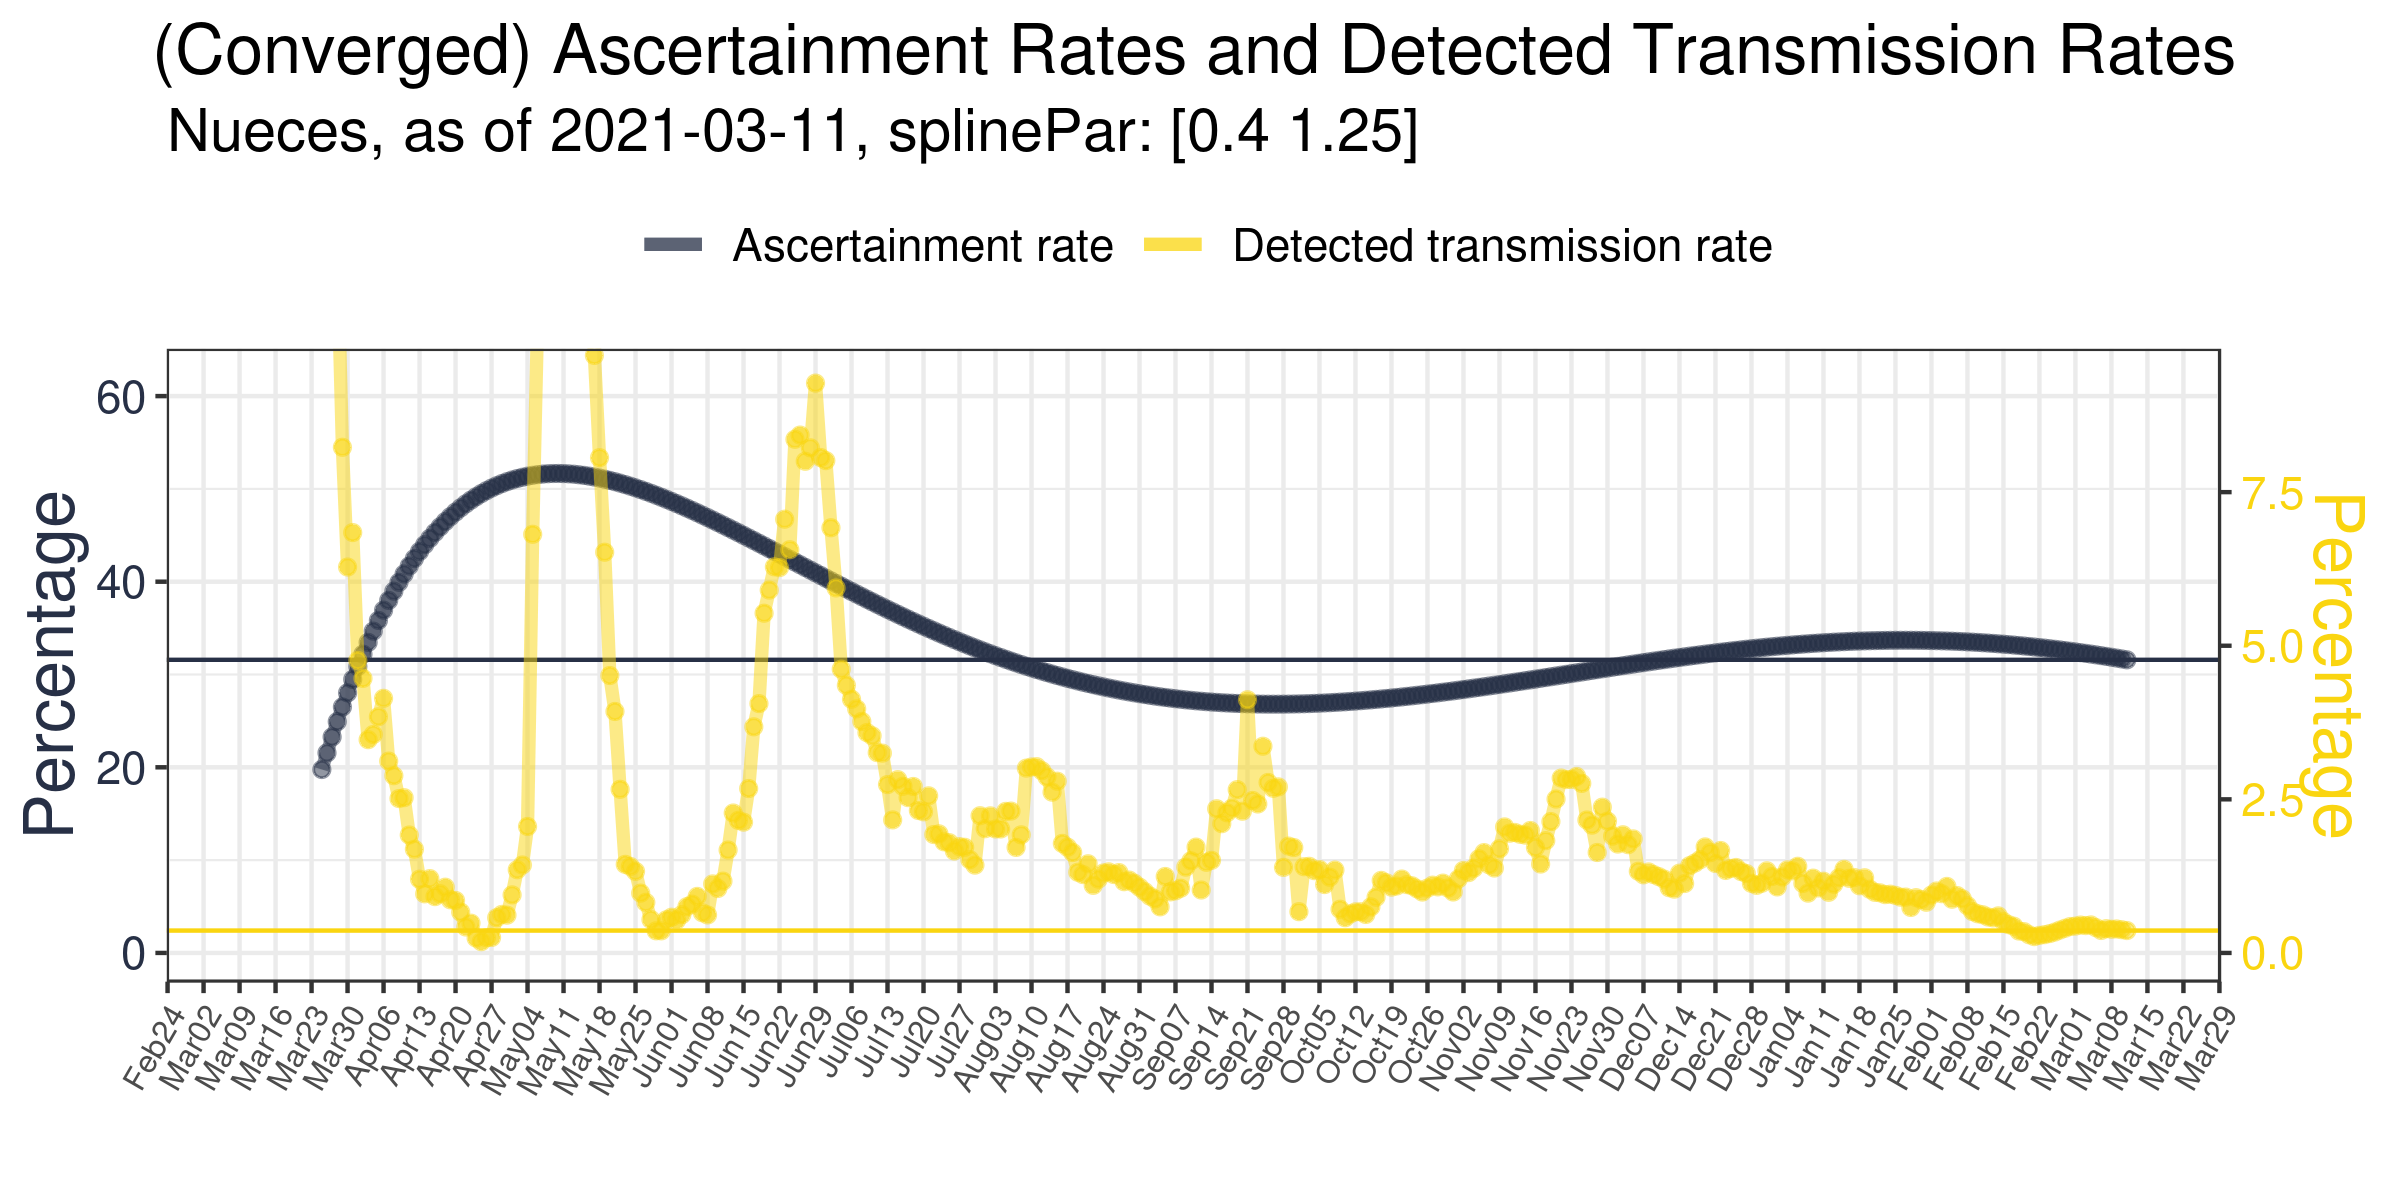 (Converged) Ascertainment Rates and Detected Transmission Rates
Nueces, as of 2021-03-11, splinePar: [0.4 1.25]
Ascertainment rate
Detected transmission rate
Percentage
60
40
20
0
7.5
5.0
2.5
0.0
Percentage
Feb24
Mar02
Mar09
Mar16
Mar23
Mar30
Apr06
Apr13
Apr20
Apr27
May04
May11
May18
May25
Jun01
Jun08
Jun15
Jun22
Jun29
Jul06
Jul13
Jul20
Jul27
Aug03
Aug10
Aug17
Aug24
Aug31
Sep07
Sep14
Sep21
Sep28
Oct05
Oct12
Oct19
Oct26
Nov02
Nov09
Nov16
Nov23
Nov30
Dec07
Dec14
Dec21
Dec28
Jan04
Jan11
Jan18
Jan25
Feb01
Feb08
Feb15
Feb22
Mar01
Mar08
Mar15
Mar22
Mar29